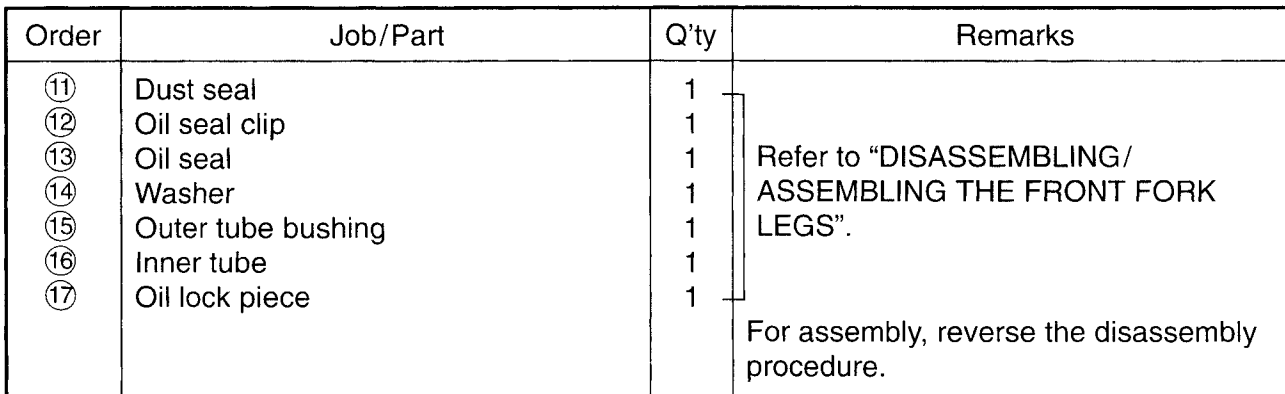 Order Job/Part Q'ty Remarks
⑪ Dust seal 1
⑫ Oil seal clip 1
⑬ Oil seal 1 Refer to “DISASSEMBLING/
⑭ Washer 1 ASSEMBLING THE FRONT FORK
⑮ Outer tube bushing 1 LEGS”.
⑯ Inner tube 1
⑰ Oil lock piece 1
For assembly, reverse the disassembly
procedure.